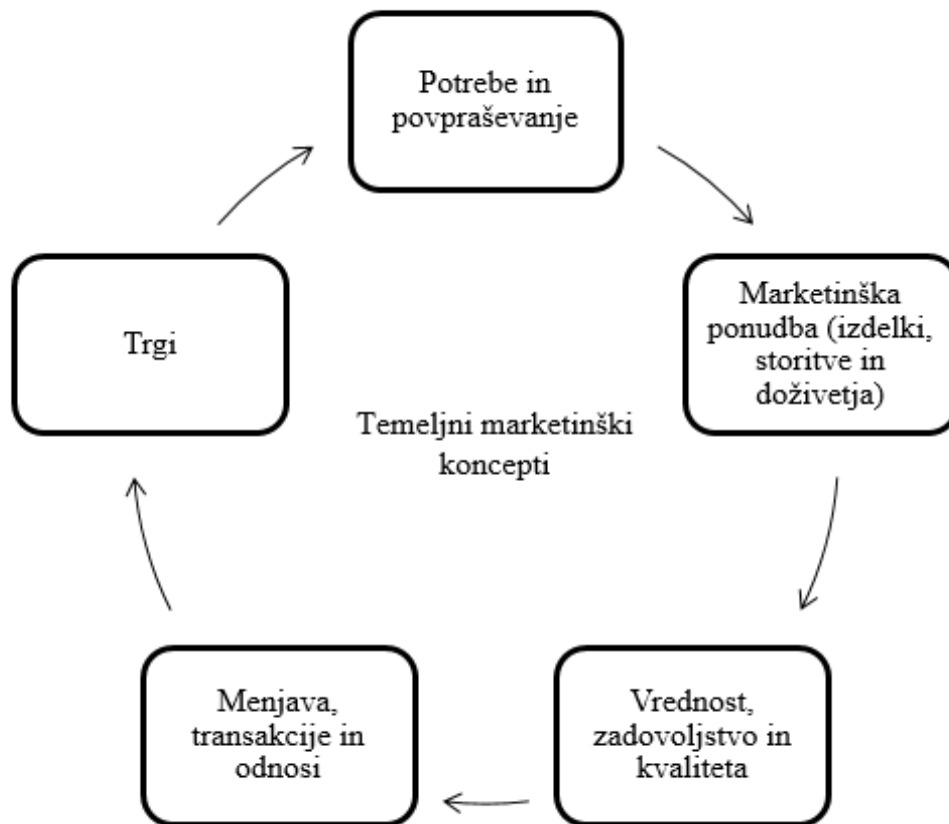 Potrebe in
povpraševanje
Marketinška
ponudba (izdelki,
storitve in
doživetja)
Trgi
Temeljni marketinški
koncepti
Menjava,
transakcije in
odnosi
Vrednost,
zadovoljstvo in
kvaliteta